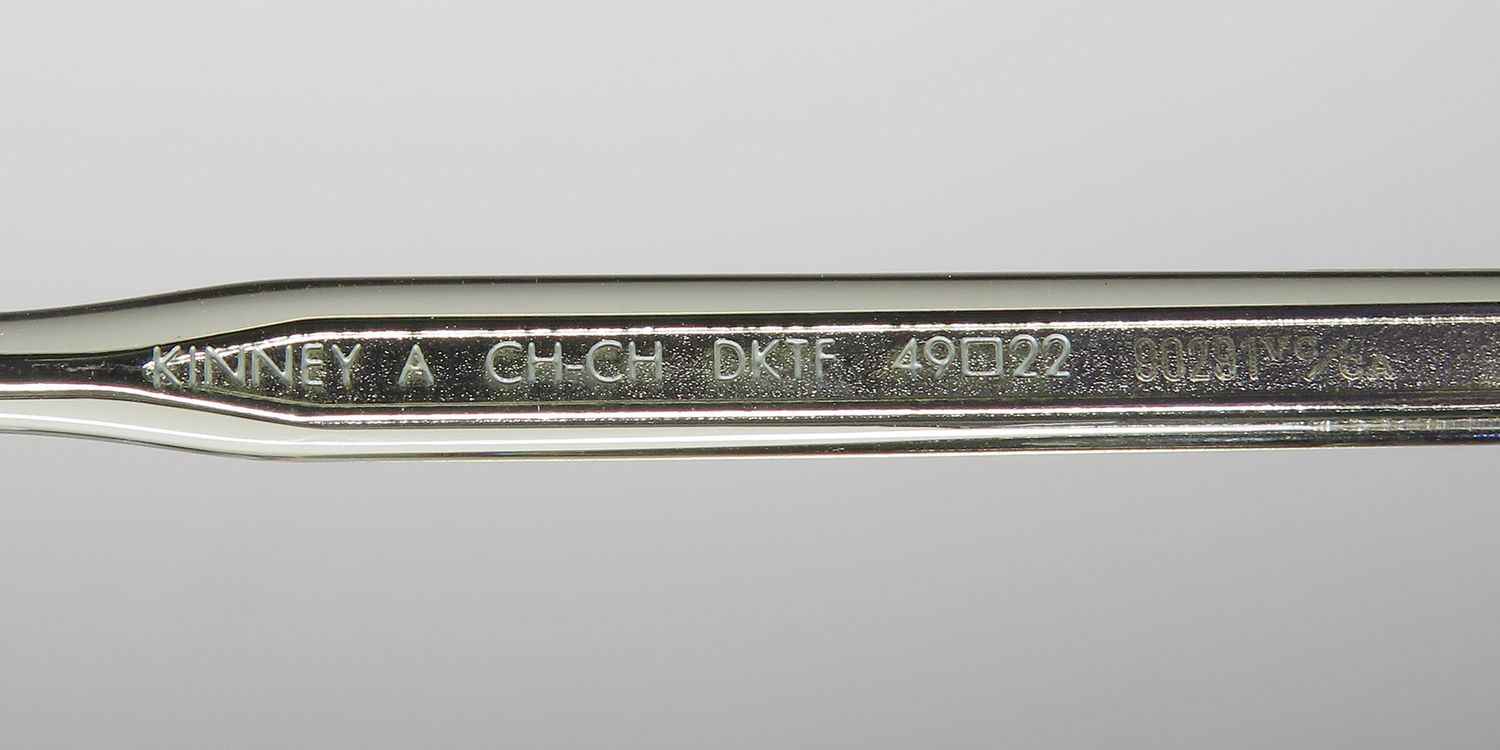 KINNEY A CH-CH DKTF 49□22